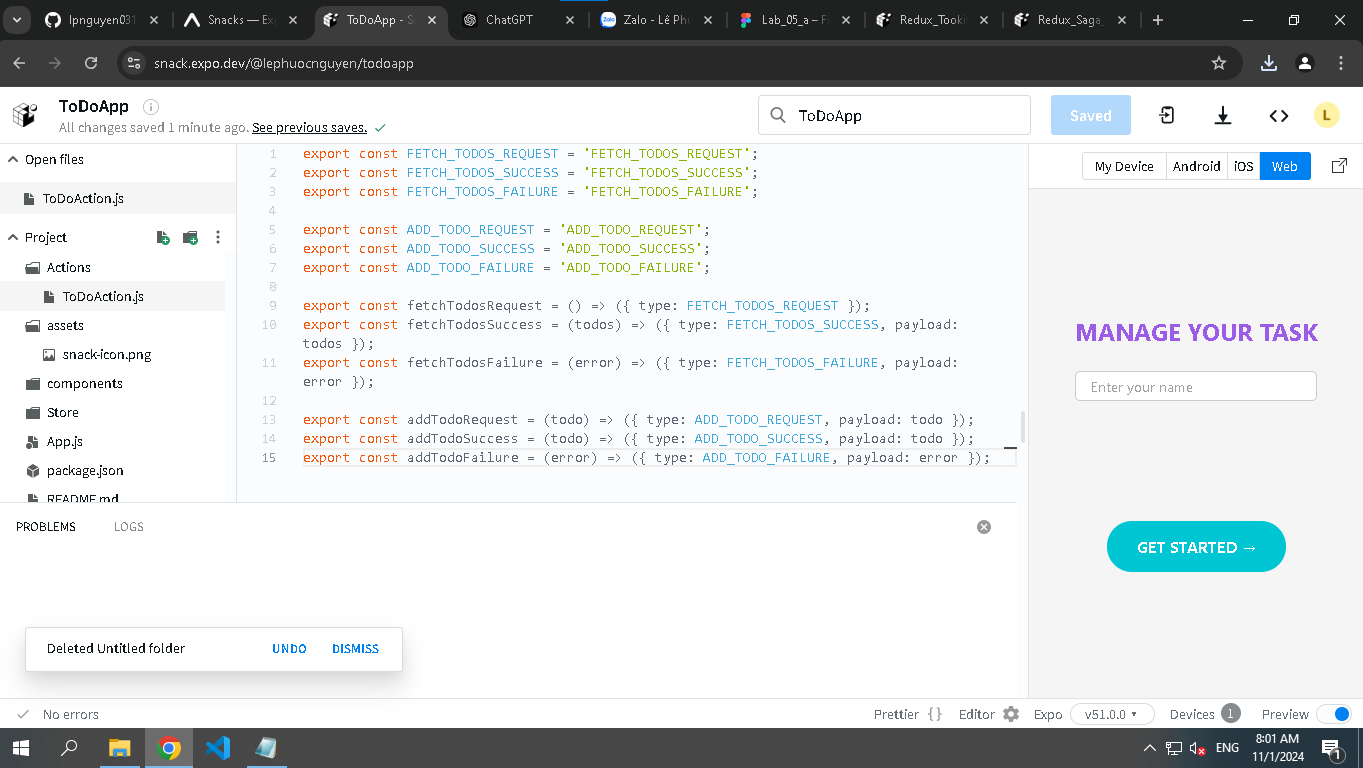 lpnguyen031
Snacks — Ex
ToDoApp - S
ChatGPT
Zalo - Lê Ph
Lab_05_a – F
Redux_Tooki
Redux_Saga_
snack.expo.dev/@lephuocnguyen/todoapp
ToDoApp
All changes saved 1 minute ago. See previous saves.
ToDoApp
Saved
L
Open files
ToDoAction.js
Project
Actions
ToDoAction.js
assets
snack-icon.png
components
Store
App.js
package.json
README.md
1 export const FETCH_TODOS_REQUEST = 'FETCH_TODOS_REQUEST';
2 export const FETCH_TODOS_SUCCESS = 'FETCH_TODOS_SUCCESS';
3 export const FETCH_TODOS_FAILURE = 'FETCH_TODOS_FAILURE';
4
5 export const ADD_TODO_REQUEST = 'ADD_TODO_REQUEST';
6 export const ADD_TODO_SUCCESS = 'ADD_TODO_SUCCESS';
7 export const ADD_TODO_FAILURE = 'ADD_TODO_FAILURE';
8
9 export const fetchTodosRequest = () => ({ type: FETCH_TODOS_REQUEST });
10 export const fetchTodosSuccess = (todos) => ({ type: FETCH_TODOS_SUCCESS, payload:
todos });
11 export const fetchTodosFailure = (error) => ({ type: FETCH_TODOS_FAILURE, payload:
error });
12
13 export const addTodoRequest = (todo) => ({ type: ADD_TODO_REQUEST, payload: todo });
14 export const addTodoSuccess = (todo) => ({ type: ADD_TODO_SUCCESS, payload: todo });
15 export const addTodoFailure = (error) => ({ type: ADD_TODO_FAILURE, payload: error });
My Device
Android
iOS
Web
MANAGE YOUR TASK
Enter your name
GET STARTED →
PROBLEMS
LOGS
Deleted Untitled folder
UNDO
DISMISS
No errors
Prettier {}
Editor
Expo
v51.0.0
Devices 1
Preview
ENG
8:01 AM
11/1/2024
1